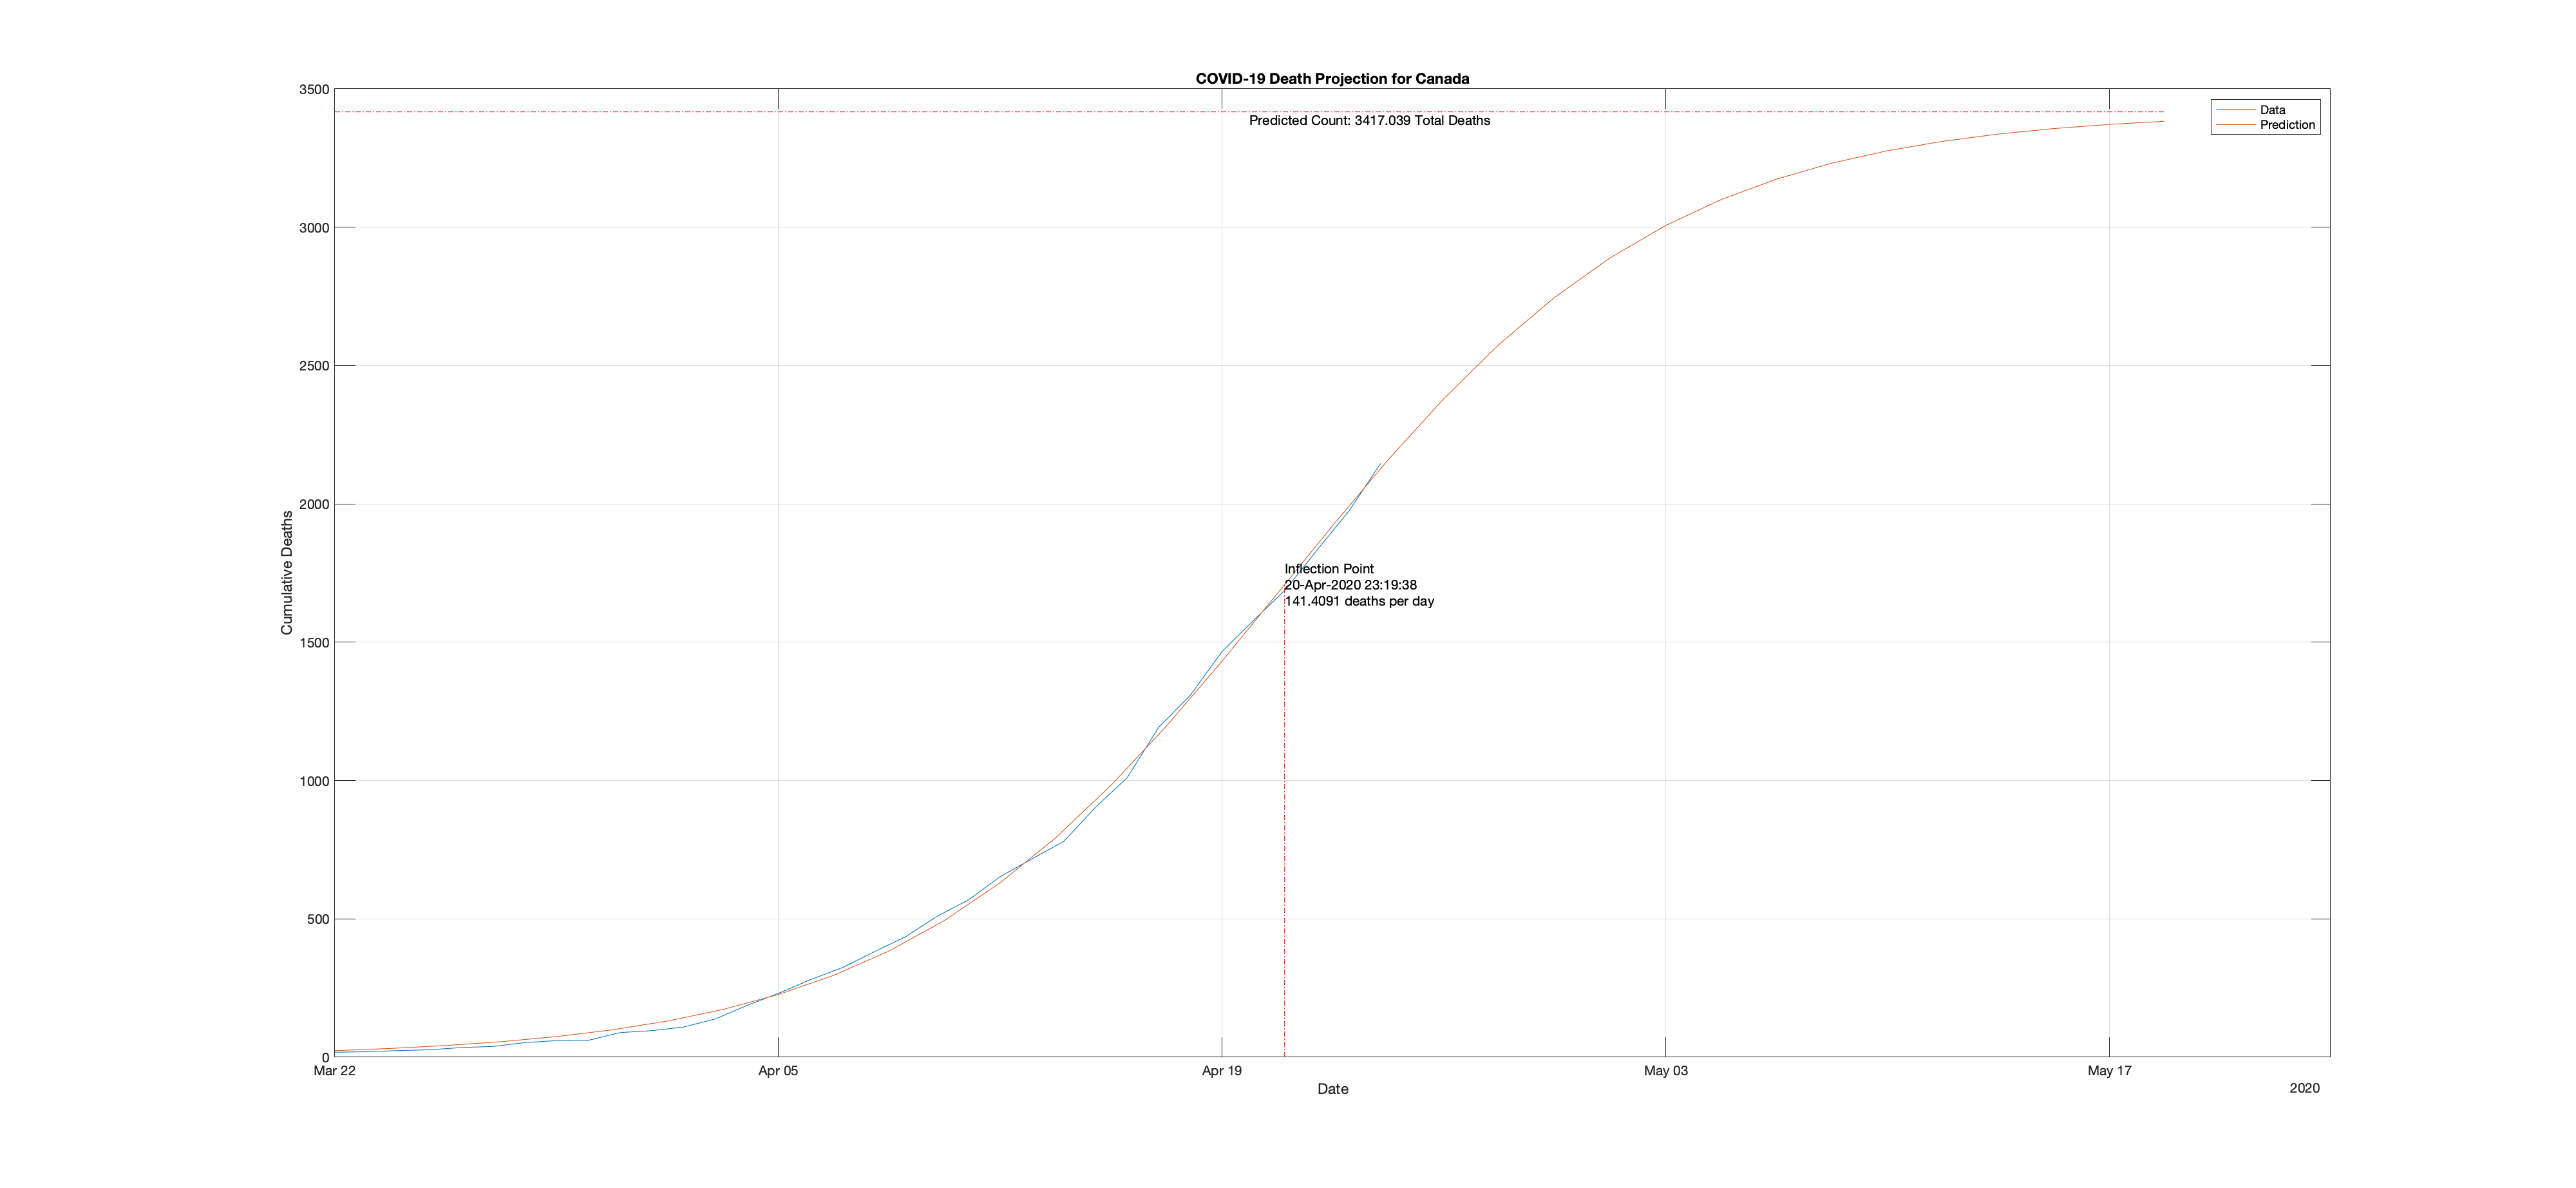 COVID-19 Death Projection for Canada
3500
Predicted Count: 3417.039 Total Deaths
Data
Prediction
3000
2500
2000
Cumulative Deaths
Inflection Point
20-Apr-2020 23:19:38
141.4091 deaths per day
1500
1000
500
0
Mar 22
Apr 05
Apr 19
May 03
May 17
Date
2020